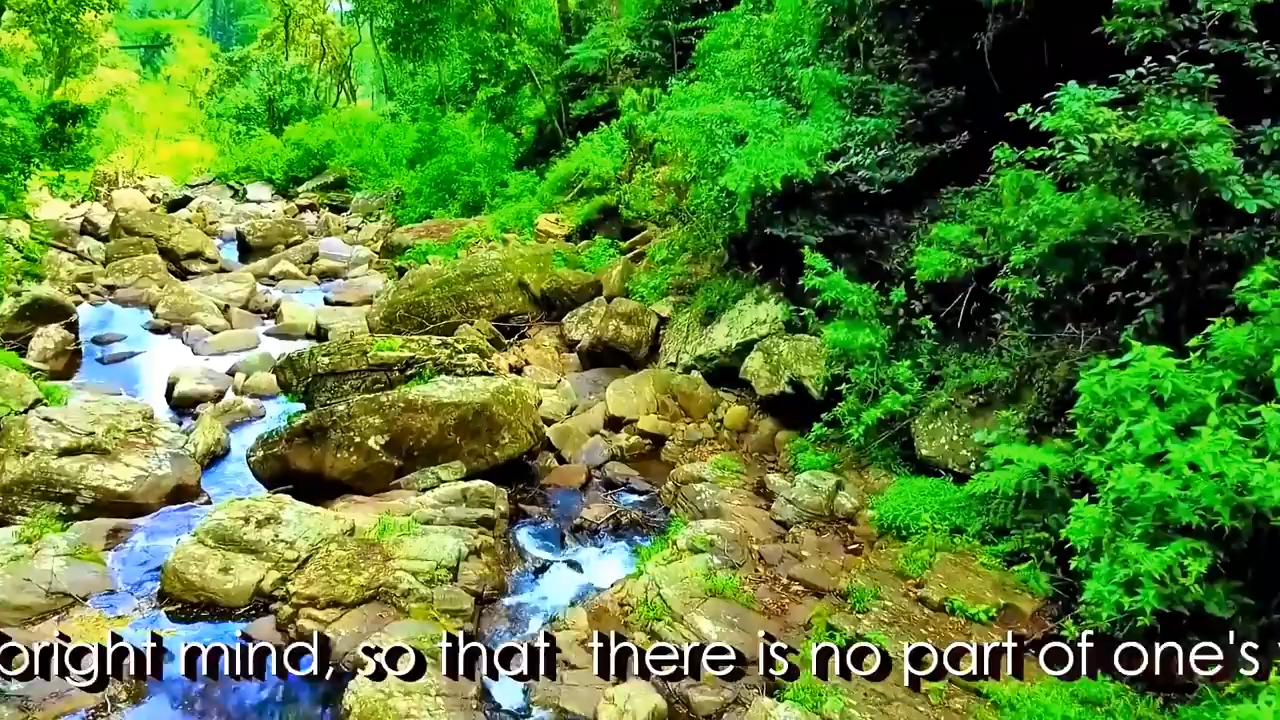 bright mind, so that there is no part of one's